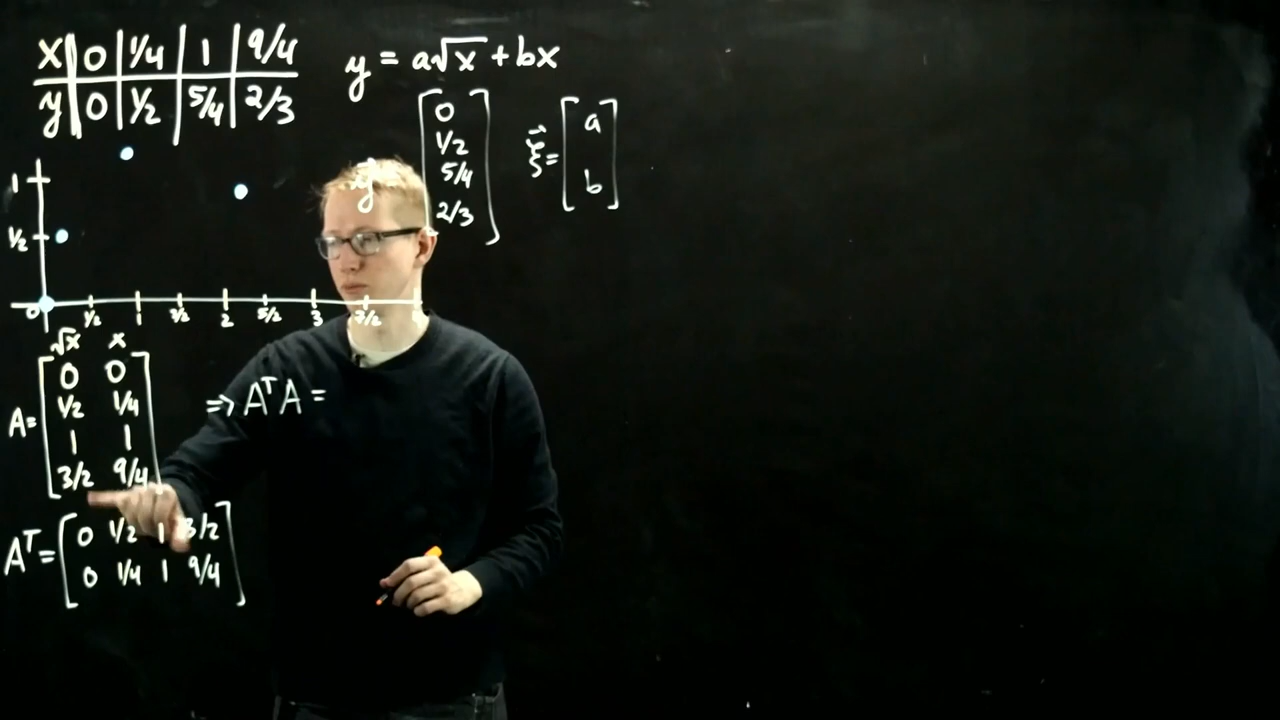 x | 0 | 1/4 | 1 | 9/4
y | 0 | 1/2 | 5/4 | 2/3
y = a√x + bx
y
[0
1/2
5/4
2/3]
ξ⃗ = [a
b]
1
1/2
0 1/2 1 3/2 2 5/2 3 7/2
√x x
A = [0 0
1/2 1/4
1 1
3/2 9/4]
⇒ AᵀA =
Aᵀ = [0 1/2 1 3/2
0 1/4 1 9/4]